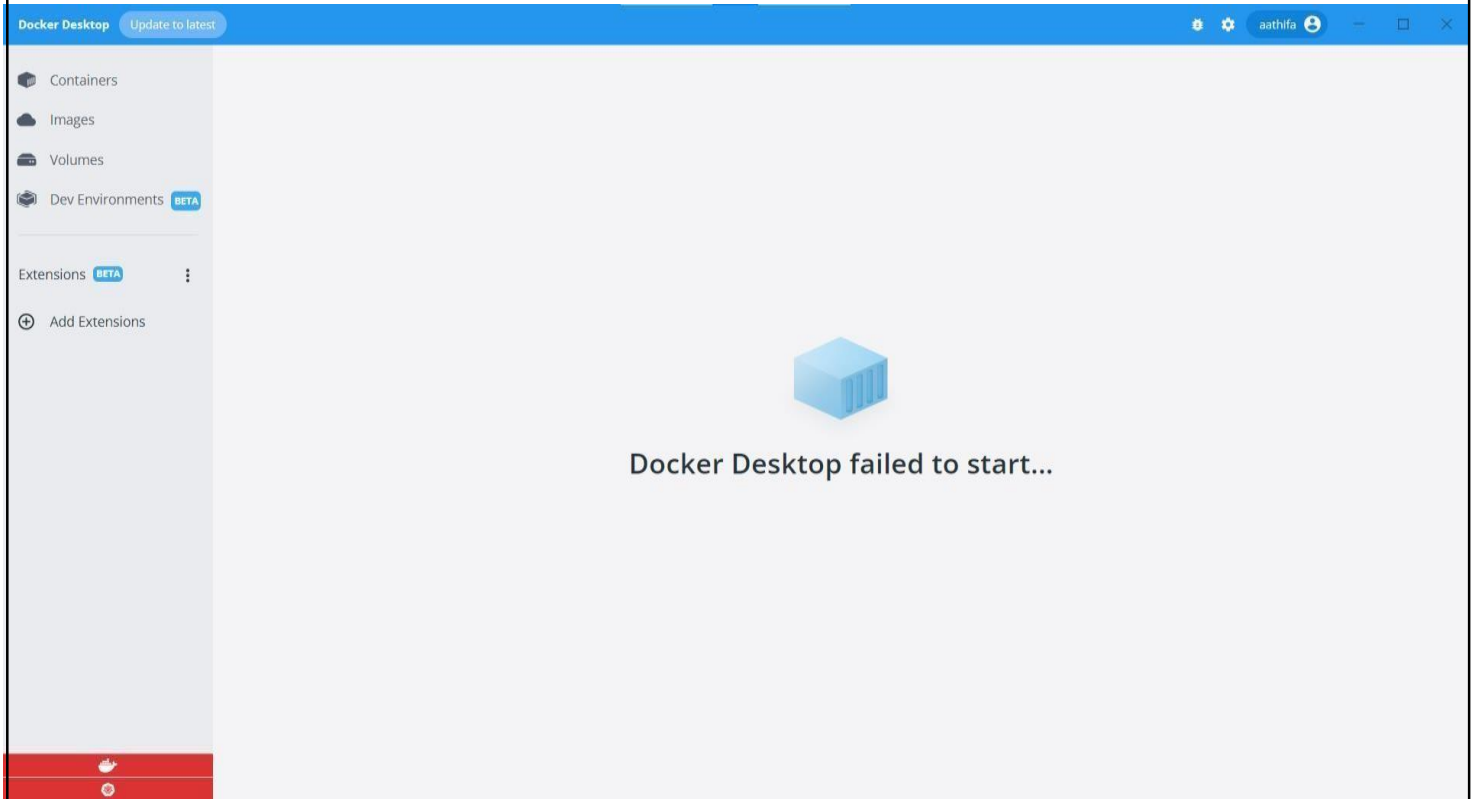 Docker Desktop Update to latest aathifa
Containers
Images
Volumes
Dev Environments BETA
Extensions BETA
Add Extensions
Docker Desktop failed to start...